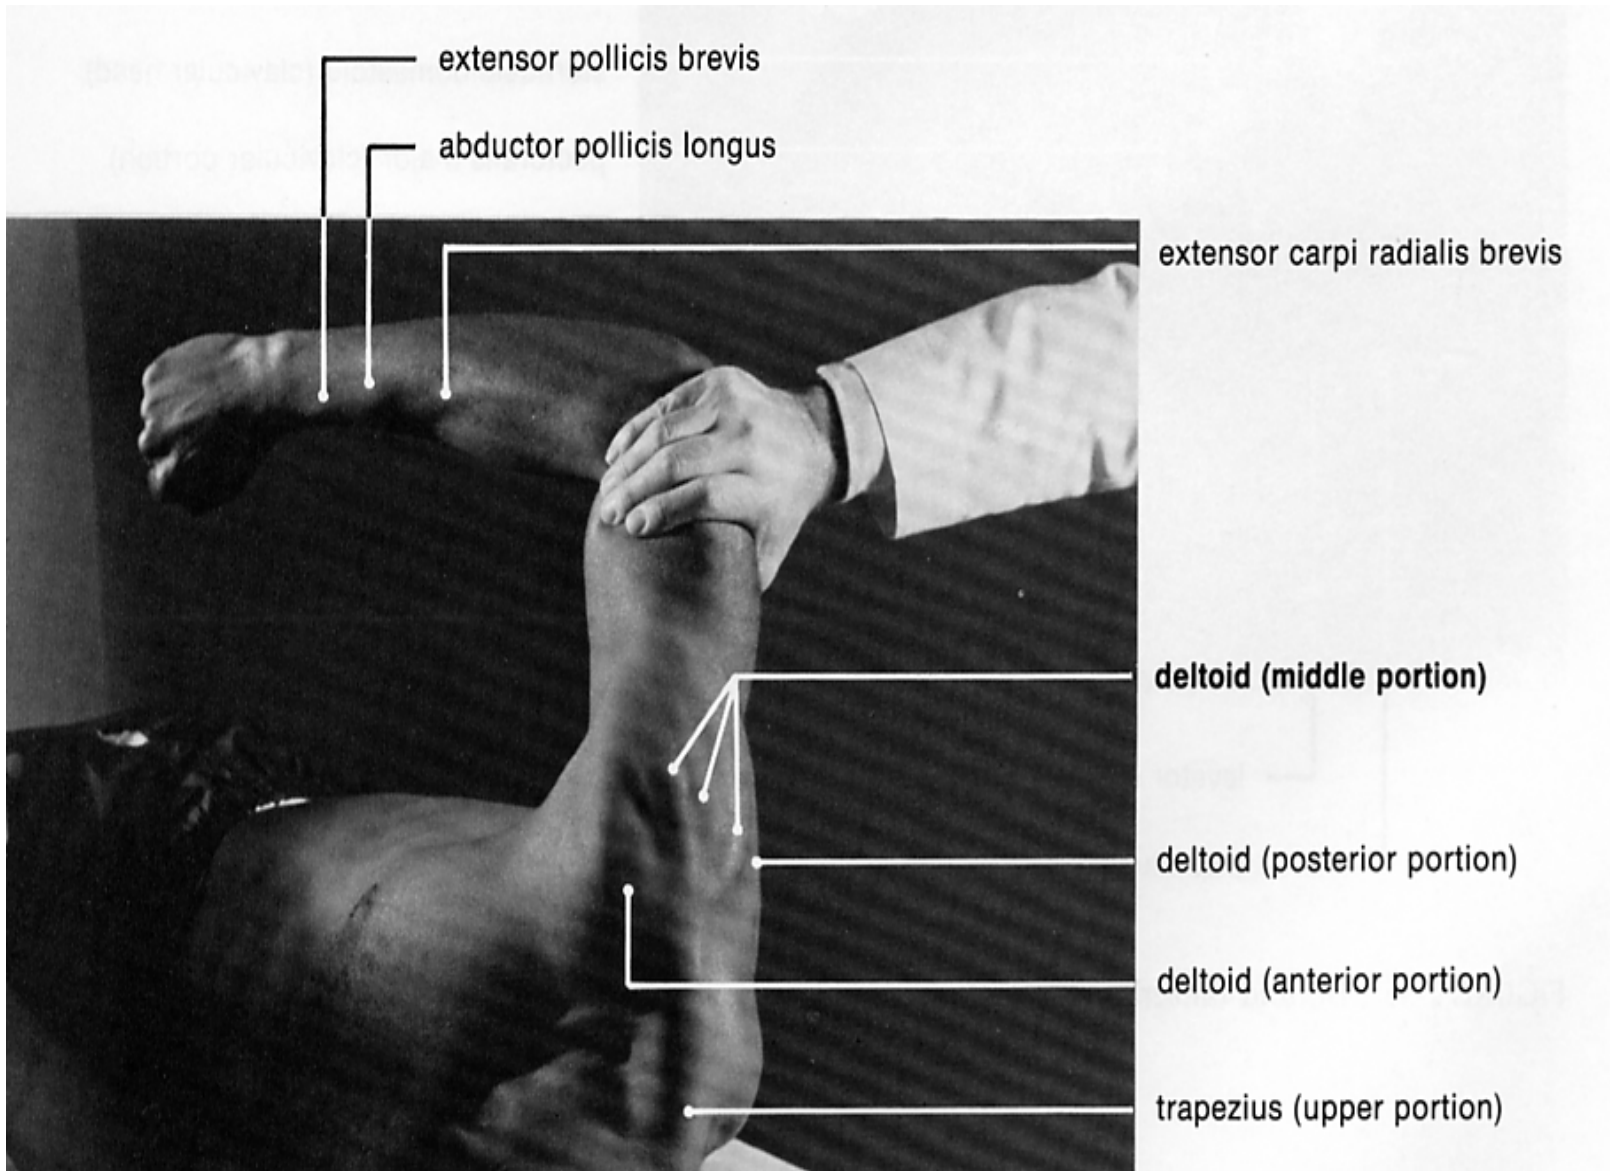 extensor pollicis brevis
abductor pollicis longus
extensor carpi radialis brevis
deltoid (middle portion)
deltoid (posterior portion)
deltoid (anterior portion)
trapezius (upper portion)